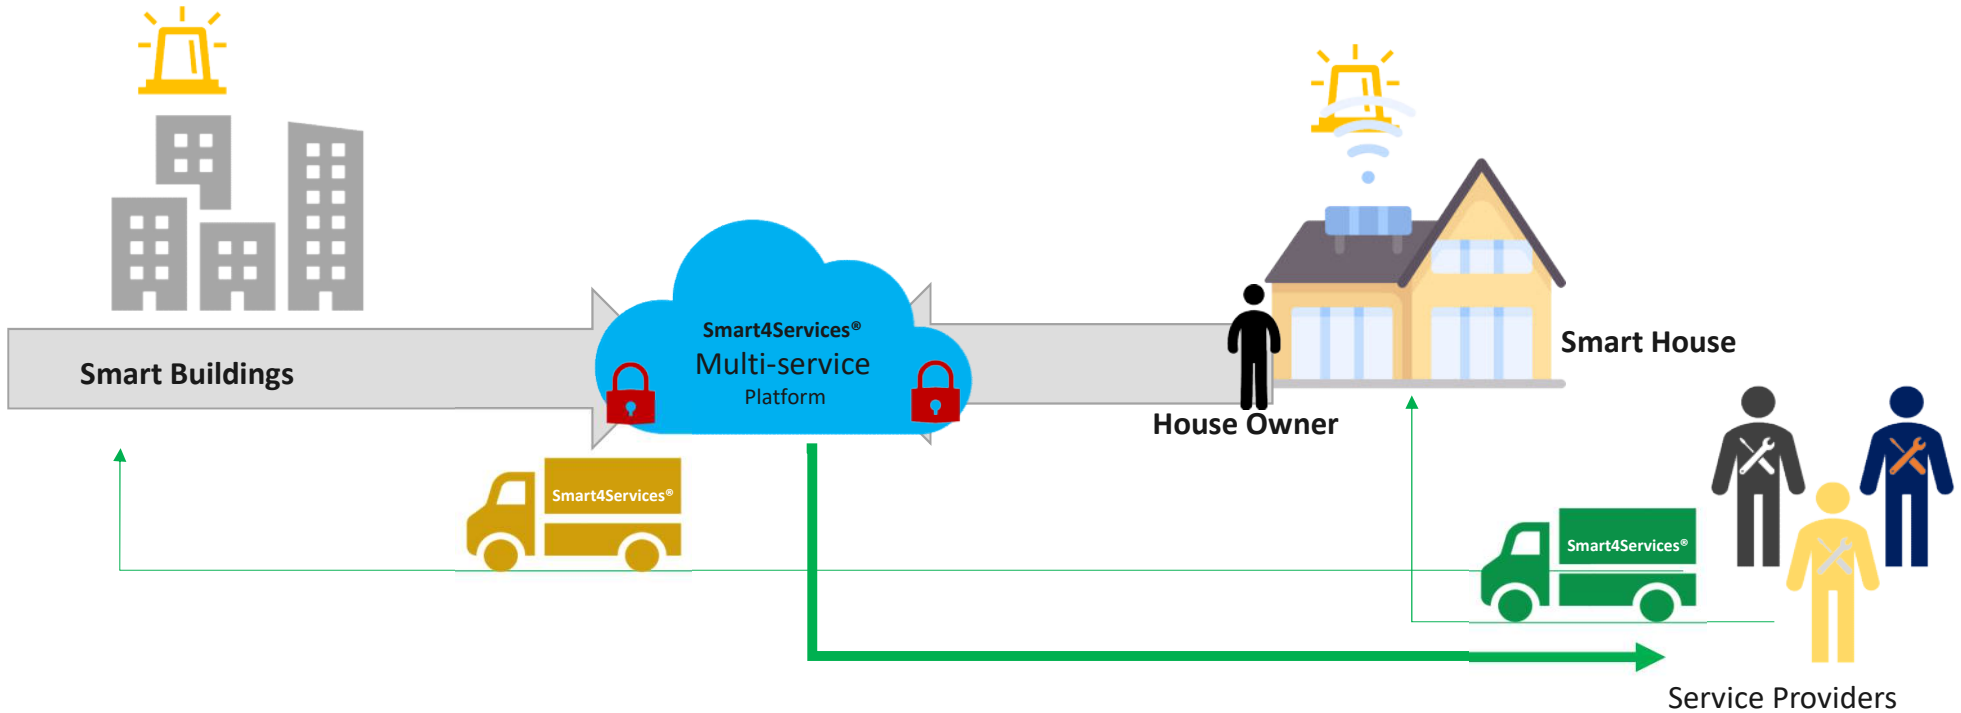 Smart Buildings
Smart4Services®
Multi-service
Platform
Smart House
House Owner
Smart4Services®
Smart4Services®
Service Providers